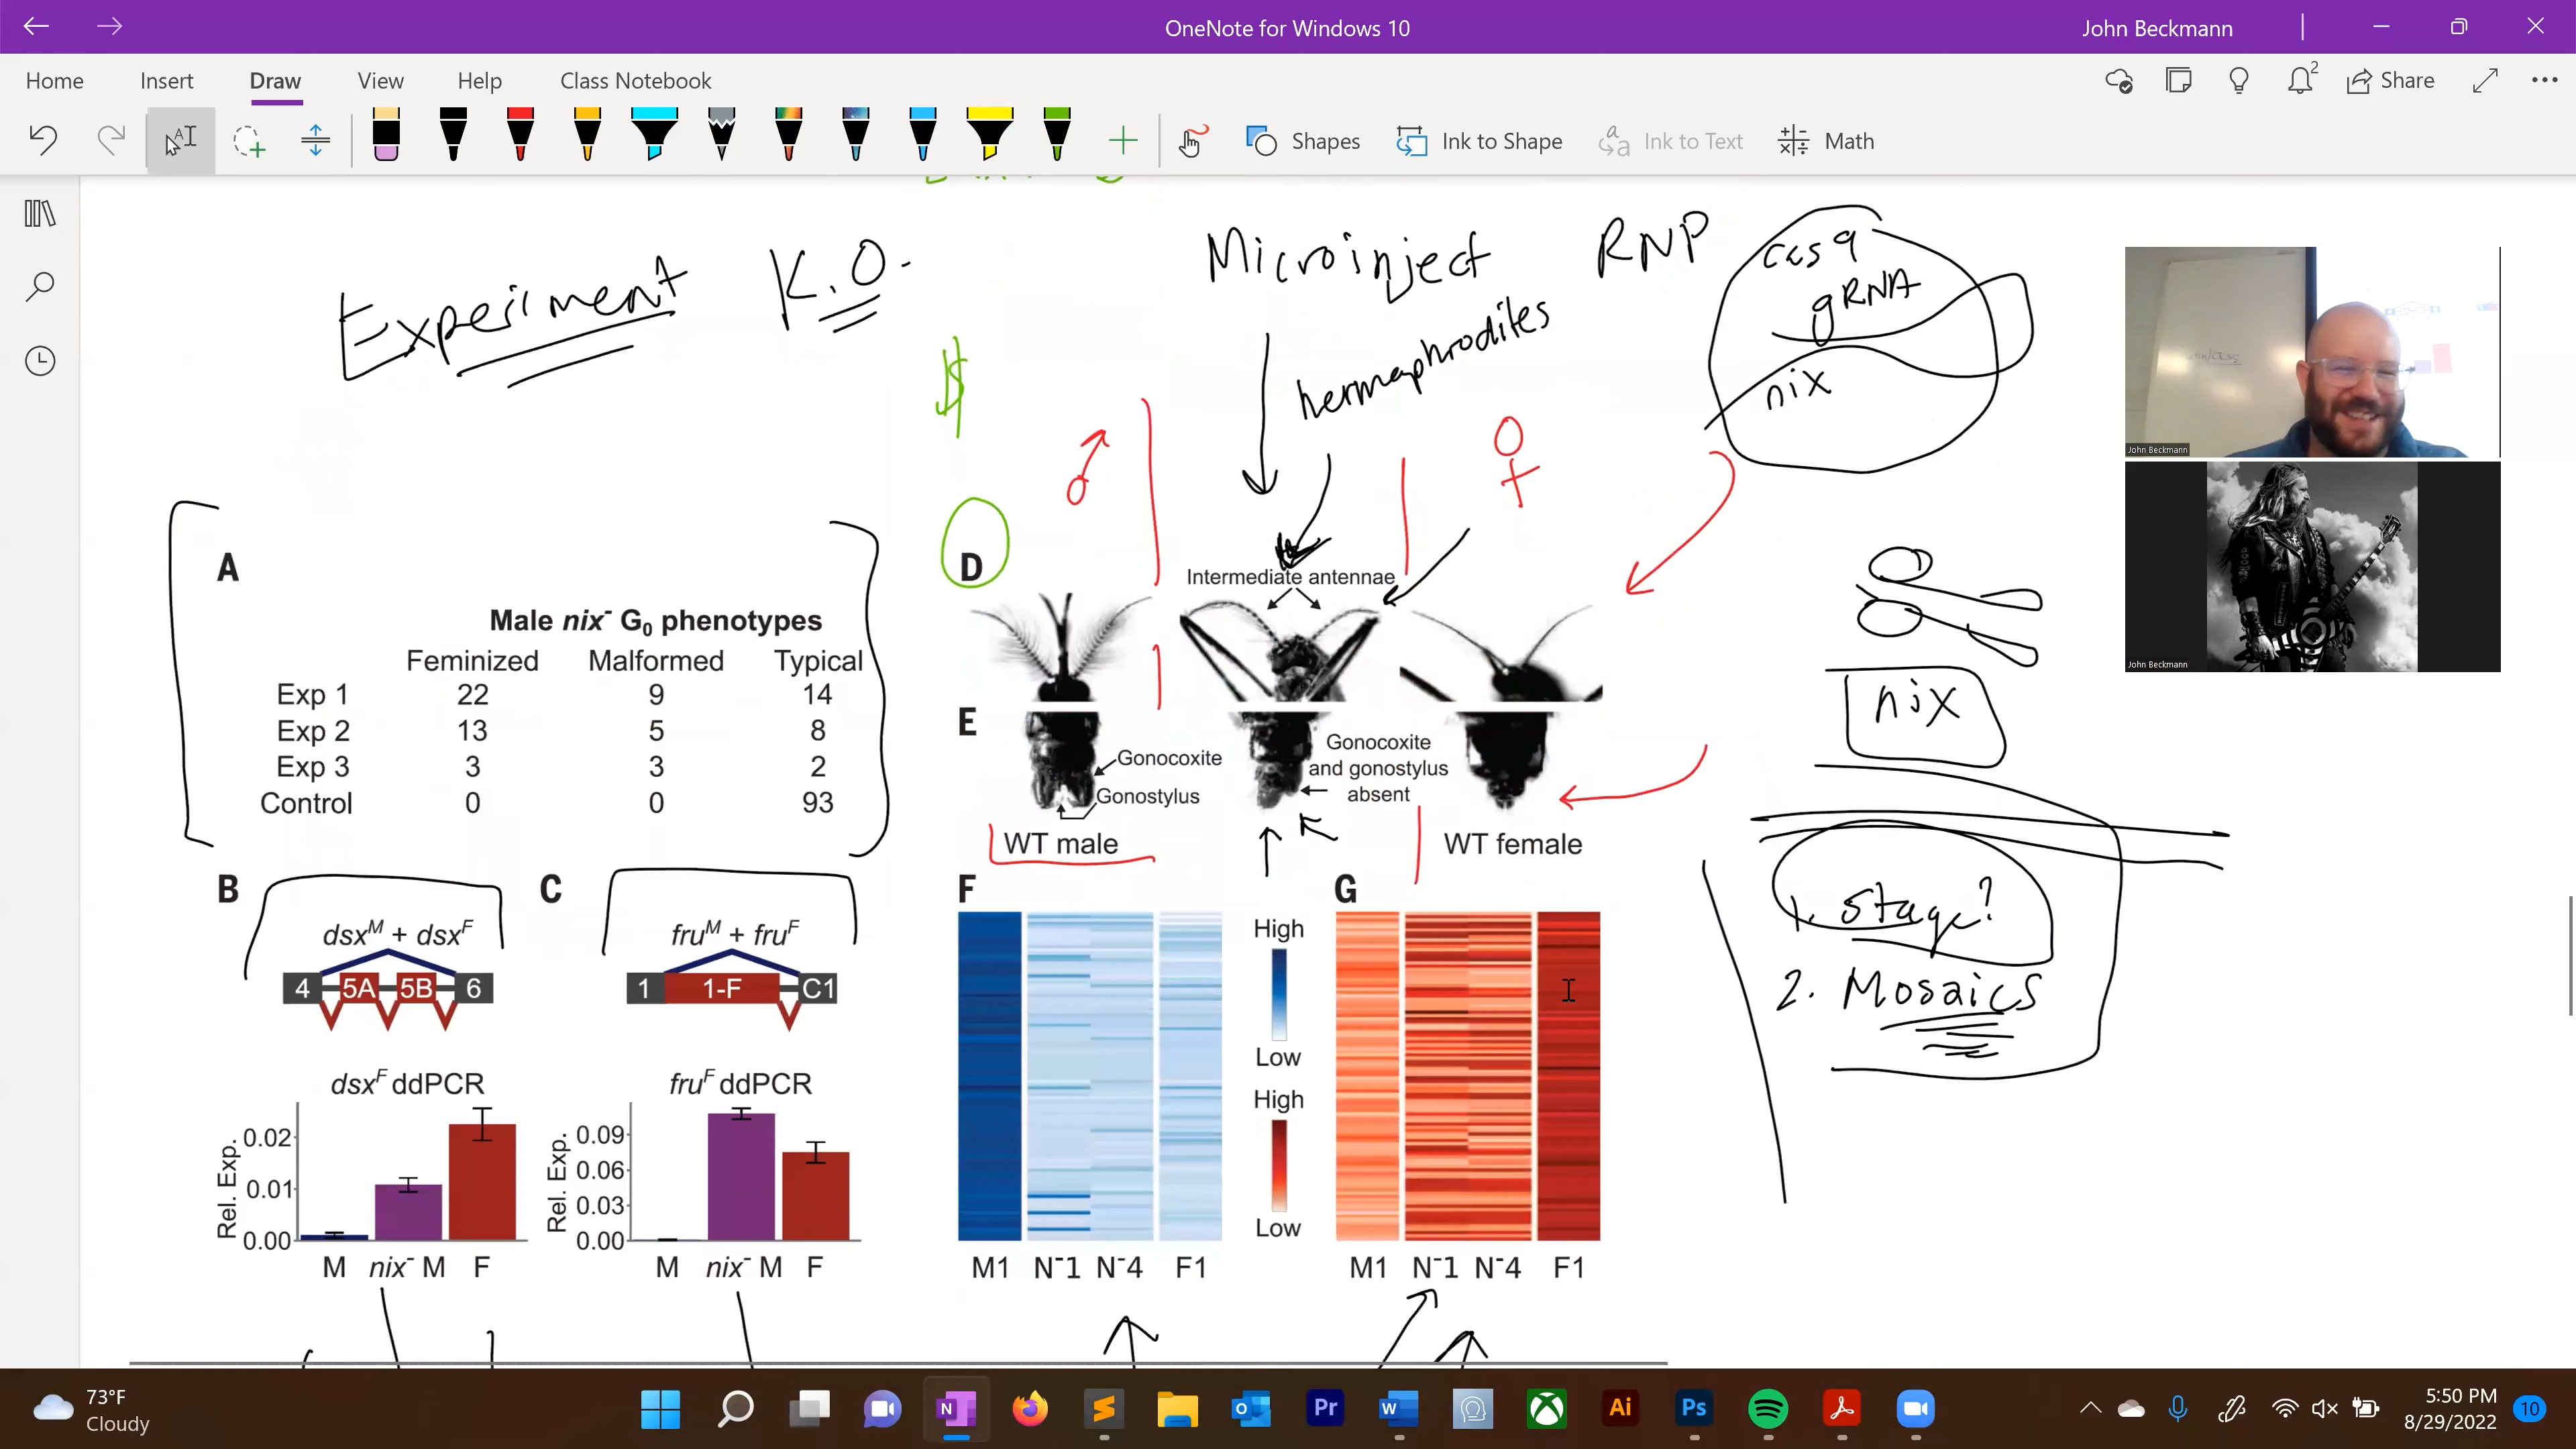 OneNote for Windows 10
John Beckmann
Home Insert Draw View Help Class Notebook
2
Share
Shapes
Ink to Shape
Ink to Text
Math
Experiment K.O.
Microinject RNP
cas9
gRNA
nix
hermaphrodites
$
John Beckmann
John Beckmann
A
Male nix⁻ G₀ phenotypes
Feminized Malformed Typical
Exp 1 22 9 14
Exp 2 13 5 8
Exp 3 3 3 2
Control 0 0 93
D
Intermediate antennae
E
Gonocoxite
Gonostylus
Gonocoxite
and gonostylus
absent
WT male
WT female
nix
1. stage?
2. Mosaics
B
dsxᴹ + dsxF
4 5A 5B 6
dsxF ddPCR
Rel. Exp.
0.02
0.01
0.00
M nix⁻ M F
C
fruᴹ + fruF
1 1-F C1
fruF ddPCR
Rel. Exp.
0.09
0.06
0.03
0.00
M nix⁻ M F
F
High
Low
M1 N⁻1 N⁻4 F1
G
High
Low
M1 N⁻1 N⁻4 F1
73°F
Cloudy
5:50 PM
8/29/2022
10